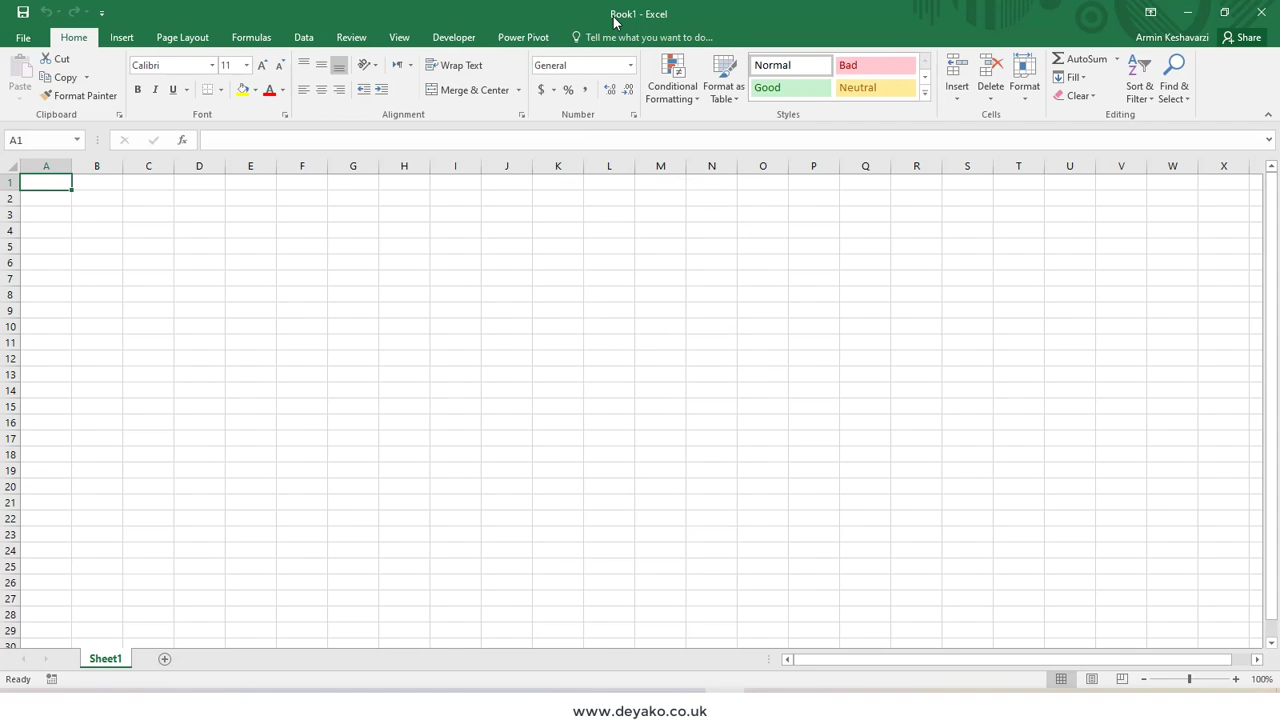 Book1 - Excel
File Home Insert Page Layout Formulas Data Review View Developer Power Pivot Tell me what you want to do... Armin Keshavarzi Share
Paste
Cut
Copy
Format Painter
Clipboard
Calibri 11
B I U A
Font
Wrap Text
Merge & Center
Alignment
General
$ % ,
Number
Conditional Formatting
Format as Table
Normal Bad
Good Neutral
Styles
Insert Delete Format
Cells
AutoSum
Fill
Clear
Sort & Filter
Find & Select
Editing
A1 fx
A B C D E F G H I J K L M N O P Q R S T U V W X
1
2
3
4
5
6
7
8
9
10
11
12
13
14
15
16
17
18
19
20
21
22
23
24
25
26
27
28
29
30
Sheet1
Ready 100%
www.deyako.co.uk